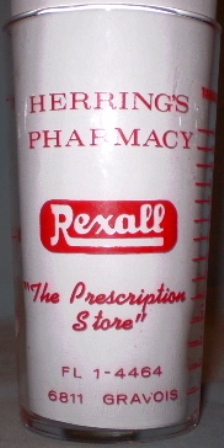 HERRING'S
PHARMACY
Rexall
"The Prescription
Store"
FL 1-4464
6811 GRAVOIS